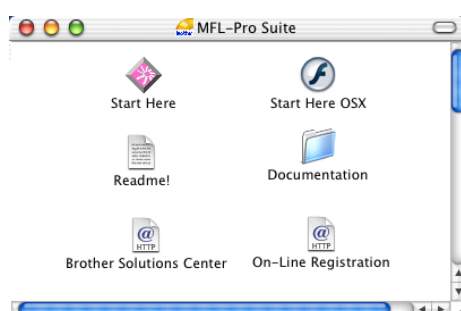 MFL-Pro Suite
Start Here
Start Here OSX
Readme!
Documentation
@
HTTP
@
HTTP
Brother Solutions Center
On-Line Registration